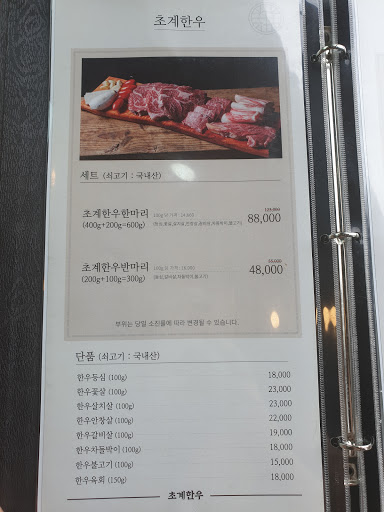 초계한우
세트 (쇠고기 : 국내산)
초계한우한마리
(400g+200g=600g)
88,000
초계한우반마리
(200g+100g=300g)
48,000
부위는 당일 소진율에 따라 변경될 수 있습니다.
단품 (쇠고기 : 국내산)
한우등심 (100g) 18,000
한우꽃살 (100g) 23,000
한우살치살 (100g) 23,000
한우안창살 (100g) 22,000
한우갈비살 (100g) 19,000
한우차돌박이 (100g) 18,000
한우불고기 (100g) 15,000
한우육회 (150g) 18,000
초계한우